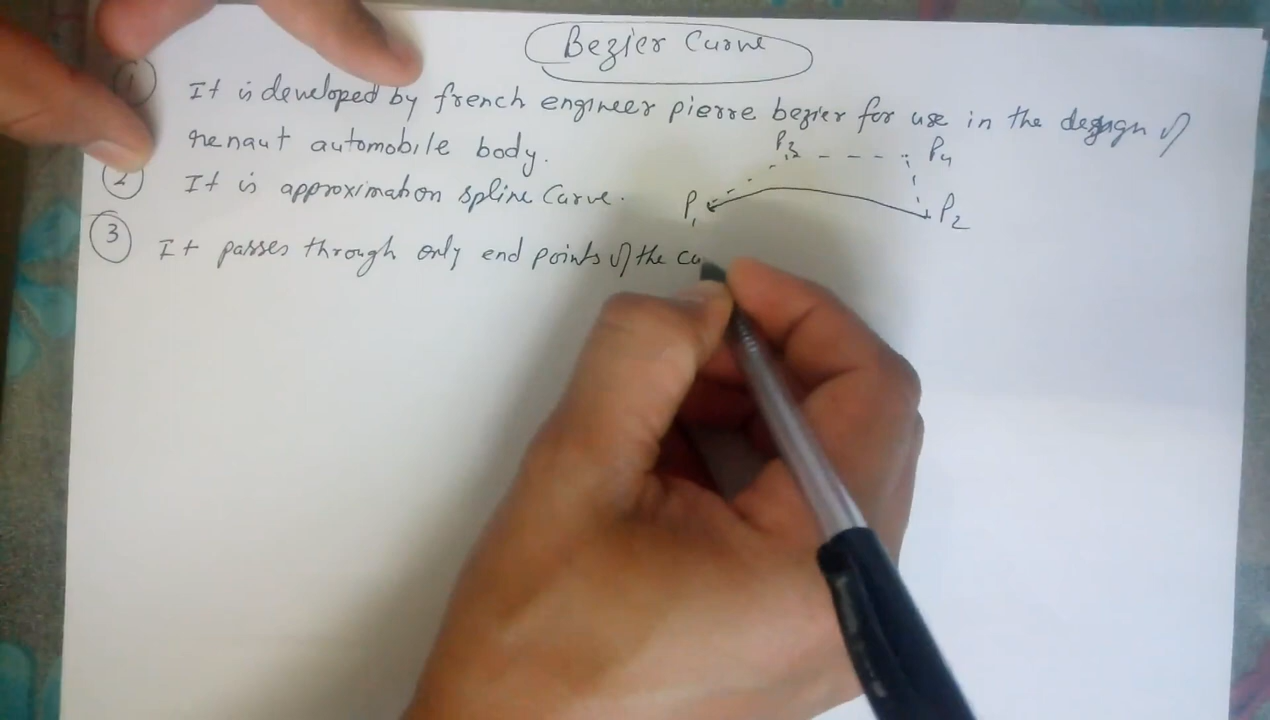 Bezier Curve
① It is developed by french engineer pierre bezier for use in the design of
renaut automobile body.
P3 P4
② It is approximation spline Curve.
P1 P2
③ It passes through only end points of the cu